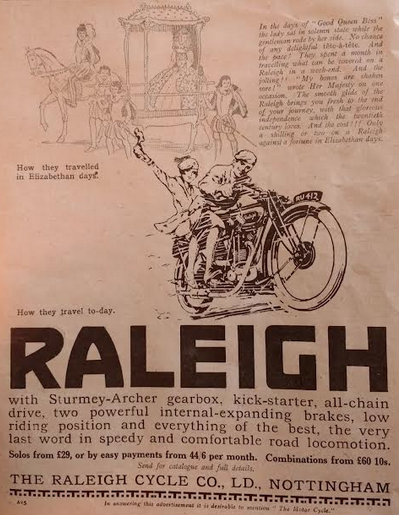 In the days of "Good Queen Bess"
the lady sat in solemn state while the
gentleman rode by her side. No chance
of any delightful tête-à-tête. And
the pace! They spent a month in
travelling what can be covered on a
Raleigh in a week-end. And the
jolting! "My bones are shaken
sore!" wrote Her Majesty on one
occasion. The smooth glide of the
Raleigh brings you fresh to the end
of your journey, with that glorious
independence which the twentieth
century loves. And the cost!!! Only
a shilling or two on a Raleigh
against a fortune in Elizabethan days.
How they travelled
in Elizabethan days.
RU 412
How they travel to-day.
RALEIGH
with Sturmey-Archer gearbox, kick-starter, all-chain
drive, two powerful internal-expanding brakes, low
riding position and everything of the best, the very
last word in speedy and comfortable road locomotion.
Solos from £29, or by easy payments from 44/6 per month. Combinations from £60 10s.
Send for catalogue and full details.
THE RALEIGH CYCLE CO., LD., NOTTINGHAM
A65 In answering this advertisement it is desirable to mention "The Motor Cycle."